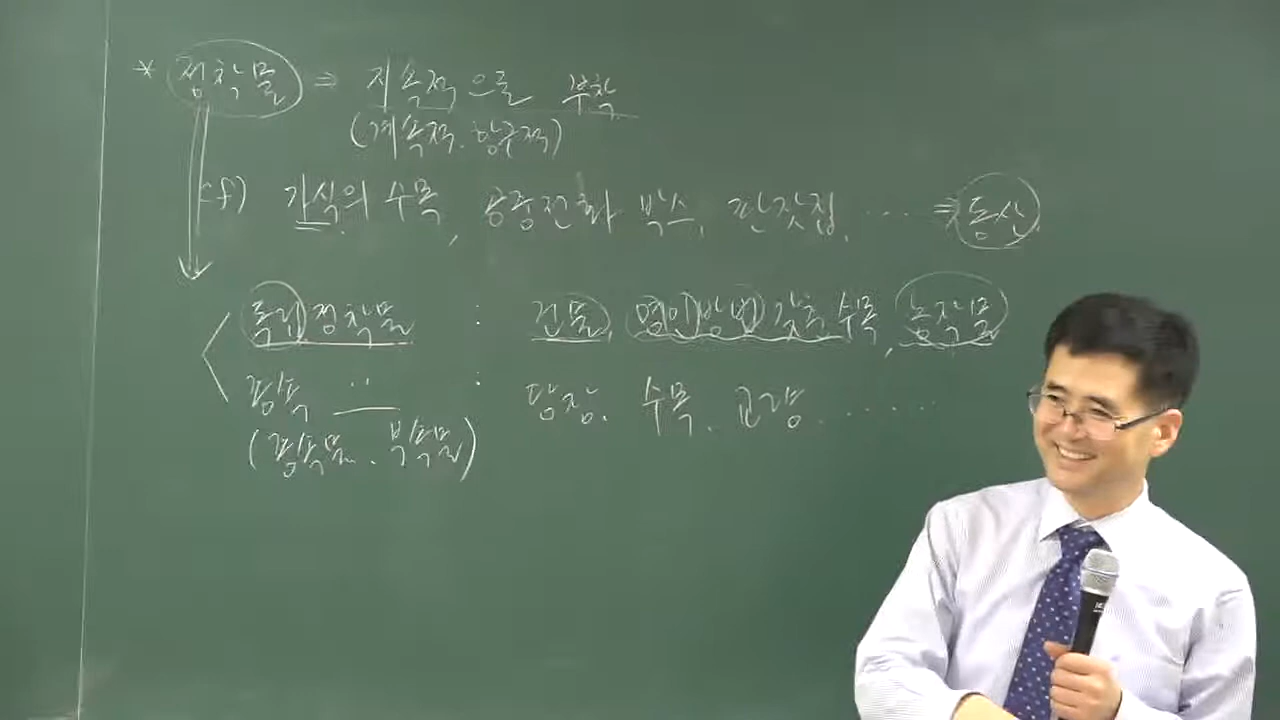 * 정착물 ⇒ 지속적으로 부착
(계속적. 항구적)
cf) 가식의 수목, 공중전화 박스, 판잣집, ···· ⇒ 동산
독립정착물 : 건물, 명인방법 갖춘 수목, 농작물
종속 〃 : 담장. 수목. 교량. ······
(종속물. 부속물)